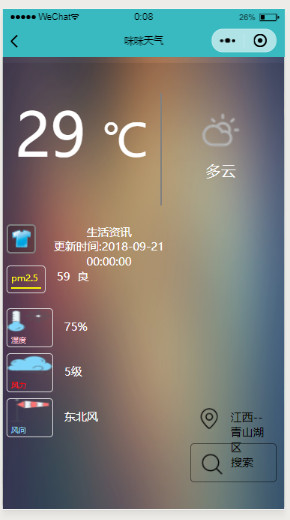 WeChat
0:08
26%
咪咪天气
29 ℃
多云
生活资讯
更新时间:2018-09-21
00:00:00
pm2.5
59 良
湿度
75%
风力
5级
风向
东北风
江西--
青山湖
区
搜索